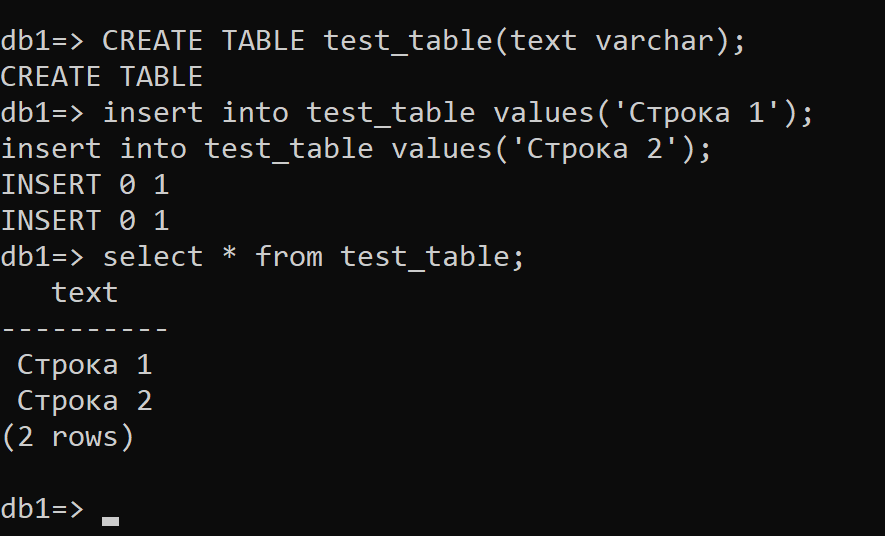 db1=> CREATE TABLE test_table(text varchar);
CREATE TABLE
db1=> insert into test_table values('Строка 1');
insert into test_table values('Строка 2');
INSERT 0 1
INSERT 0 1
db1=> select * from test_table;
   text
----------
 Строка 1
 Строка 2
(2 rows)

db1=>